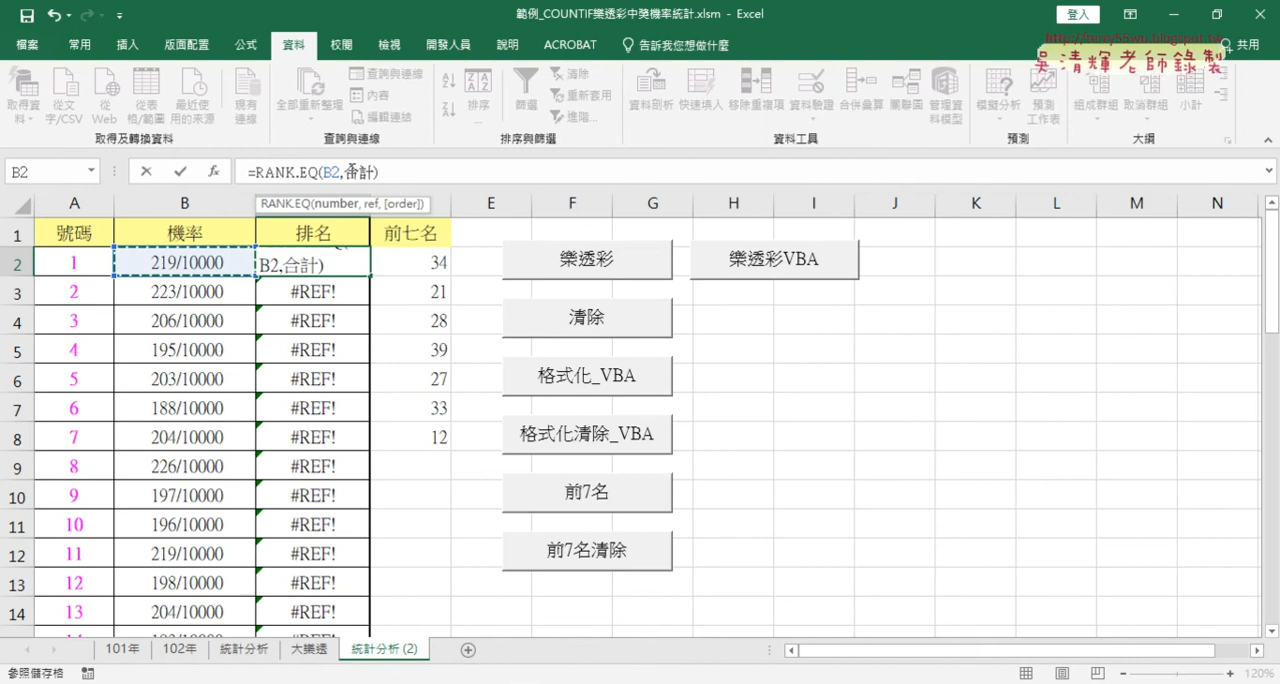 範例_COUNTIF樂透彩中獎機率統計.xlsm - Excel
登入
http://terry55wu.blogspot.tw
吳清輝老師錄製
檔案 常用 插入 版面配置 公式 資料 校閱 檢視 開發人員 說明 ACROBAT 告訴我您想做什麼 共用
取得資料 從文字/CSV 從Web 從表格/範圍 最近使用的來源 現有連線
取得及轉換資料
全部重新整理 查詢與連線 內容 編輯連結
查詢與連線
排序 篩選 清除 重新套用 進階...
排序與篩選
資料剖析 快速填入 移除重複項 資料驗證 合併彙算 關聯圖 管理資料模型
資料工具
模擬分析 預測工作表
預測
組成群組 取消群組 小計
大綱
B2 fx =RANK.EQ(B2,合計)
RANK.EQ(number, ref, [order])
A B C E F G H I J K L M N
1 號碼 機率 排名 前七名
2 1 219/10000 B2,合計) 34
3 2 223/10000 #REF! 21
4 3 206/10000 #REF! 28
5 4 195/10000 #REF! 39
6 5 203/10000 #REF! 27
7 6 188/10000 #REF! 33
8 7 204/10000 #REF! 12
9 8 226/10000 #REF!
10 9 197/10000 #REF!
11 10 196/10000 #REF!
12 11 219/10000 #REF!
13 12 198/10000 #REF!
14 13 204/10000 #REF!
樂透彩 樂透彩VBA
清除
格式化_VBA
格式化清除_VBA
前7名
前7名清除
101年 102年 統計分析 大樂透 統計分析 (2)
參照儲存格 120%